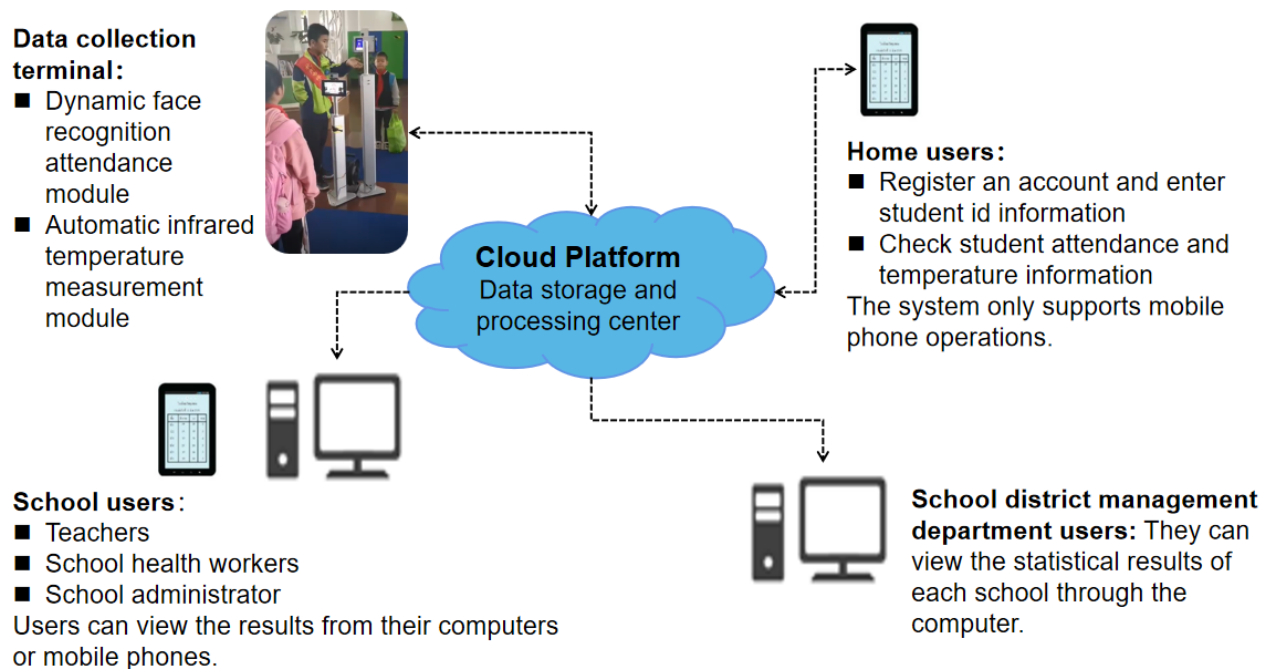 Data collection
terminal:
■ Dynamic face
recognition
attendance
module
■ Automatic infrared
temperature
measurement
module
Cloud Platform
Data storage and
processing center
Home users:
■ Register an account and enter
student id information
■ Check student attendance and
temperature information
The system only supports mobile
phone operations.
School users:
■ Teachers
■ School health workers
■ School administrator
Users can view the results from their computers
or mobile phones.
School district management
department users: They can
view the statistical results of
each school through the
computer.